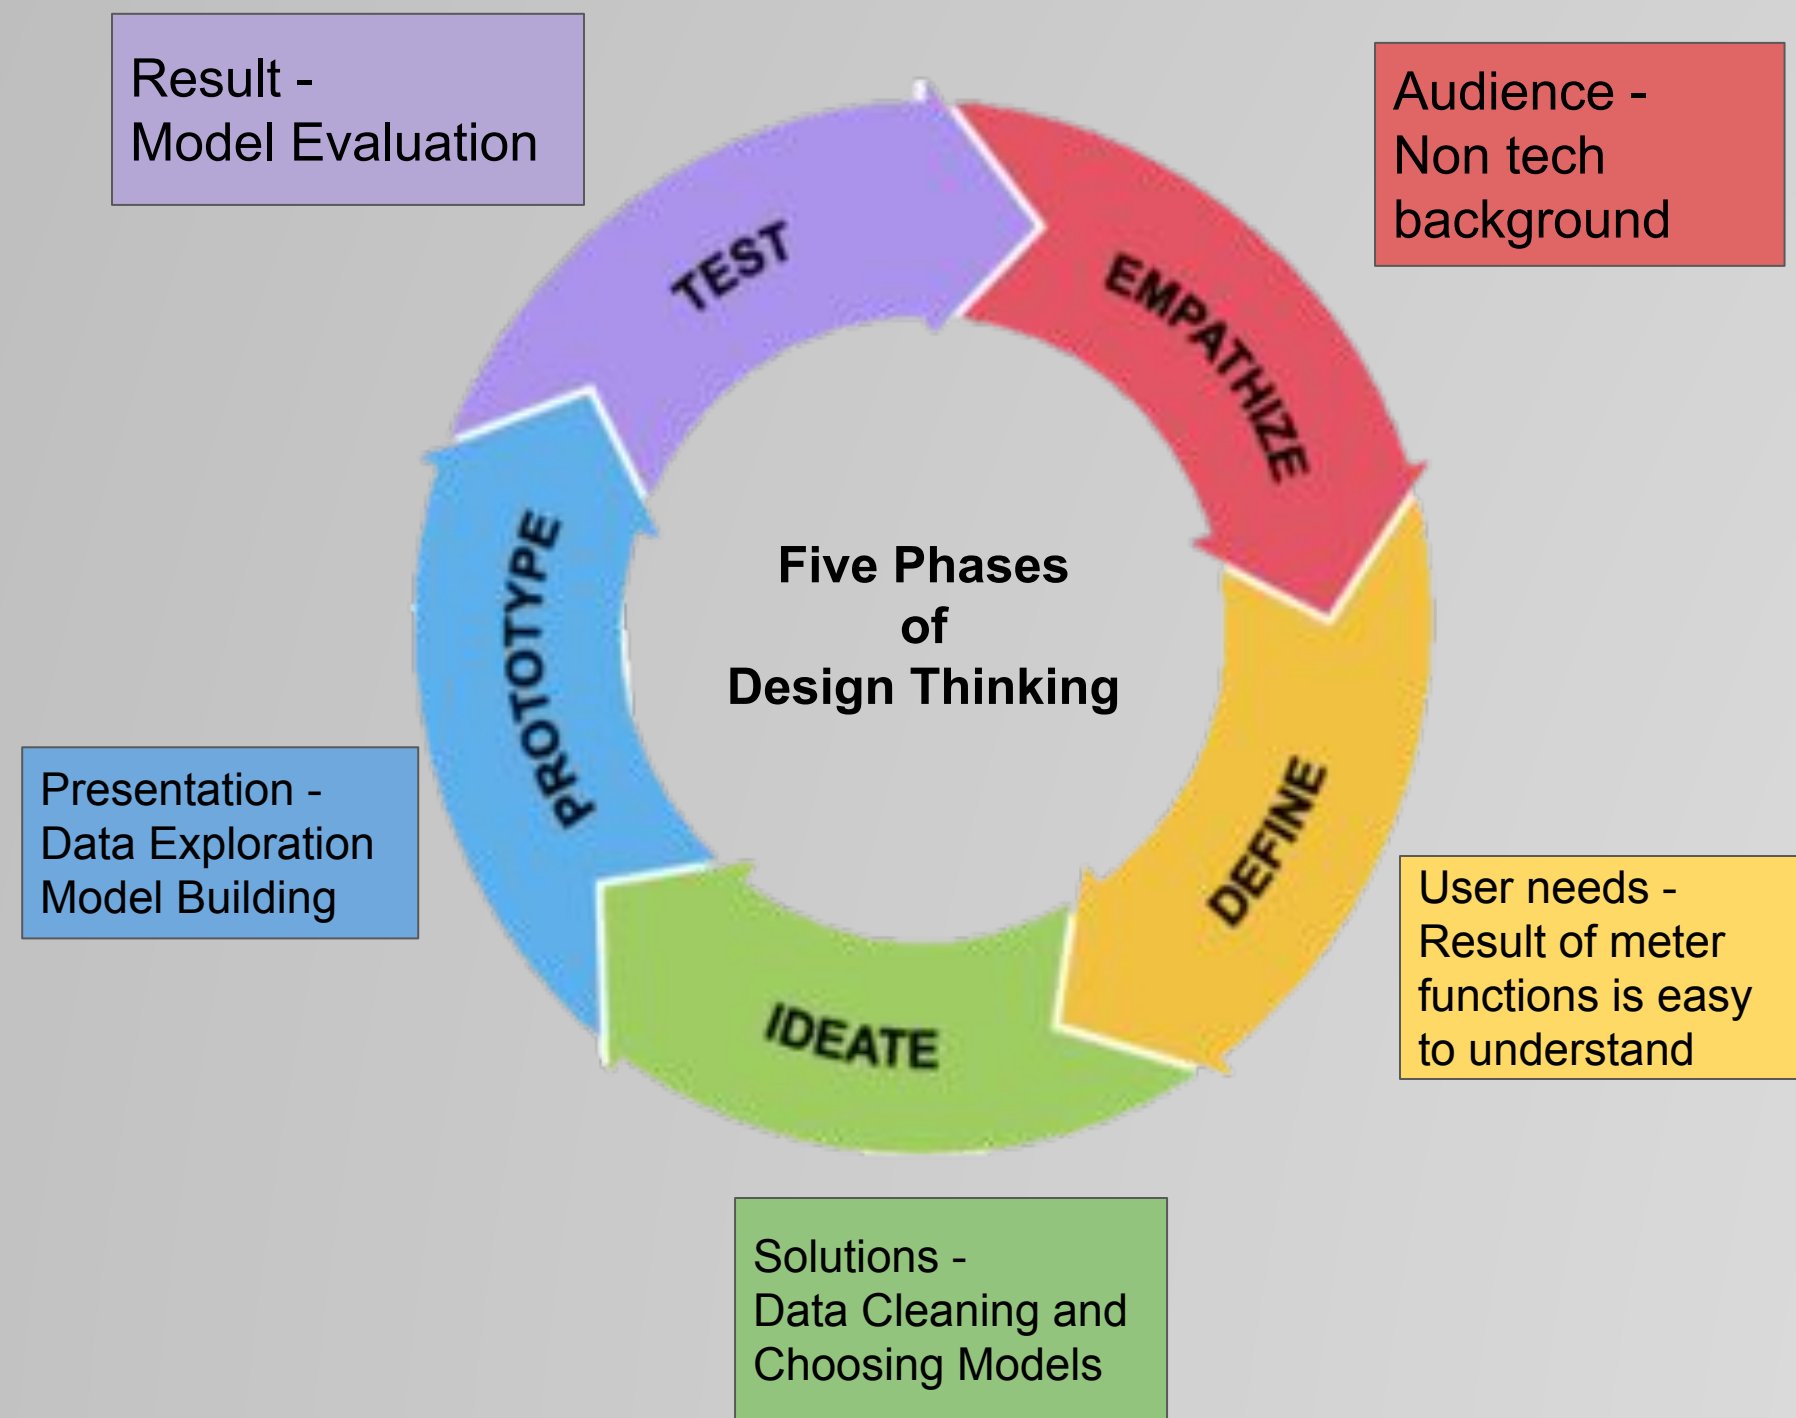 Result -
Model Evaluation
Audience -
Non tech
background
TEST
EMPATHIZE
Five Phases
of
Design Thinking
PROTOTYPE
DEFINE
IDEATE
Presentation -
Data Exploration
Model Building
User needs -
Result of meter
functions is easy
to understand
Solutions -
Data Cleaning and
Choosing Models